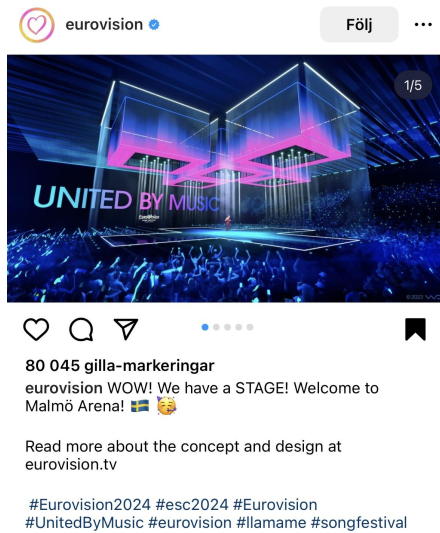 eurovision
Följ
1/5
UNITED BY MUSIC
80 045 gilla-markeringar
eurovision WOW! We have a STAGE! Welcome to
Malmö Arena! 🇸🇪 🥳
Read more about the concept and design at
eurovision.tv
#Eurovision2024 #esc2024 #Eurovision
#UnitedByMusic #eurovision #llamame #songfestival